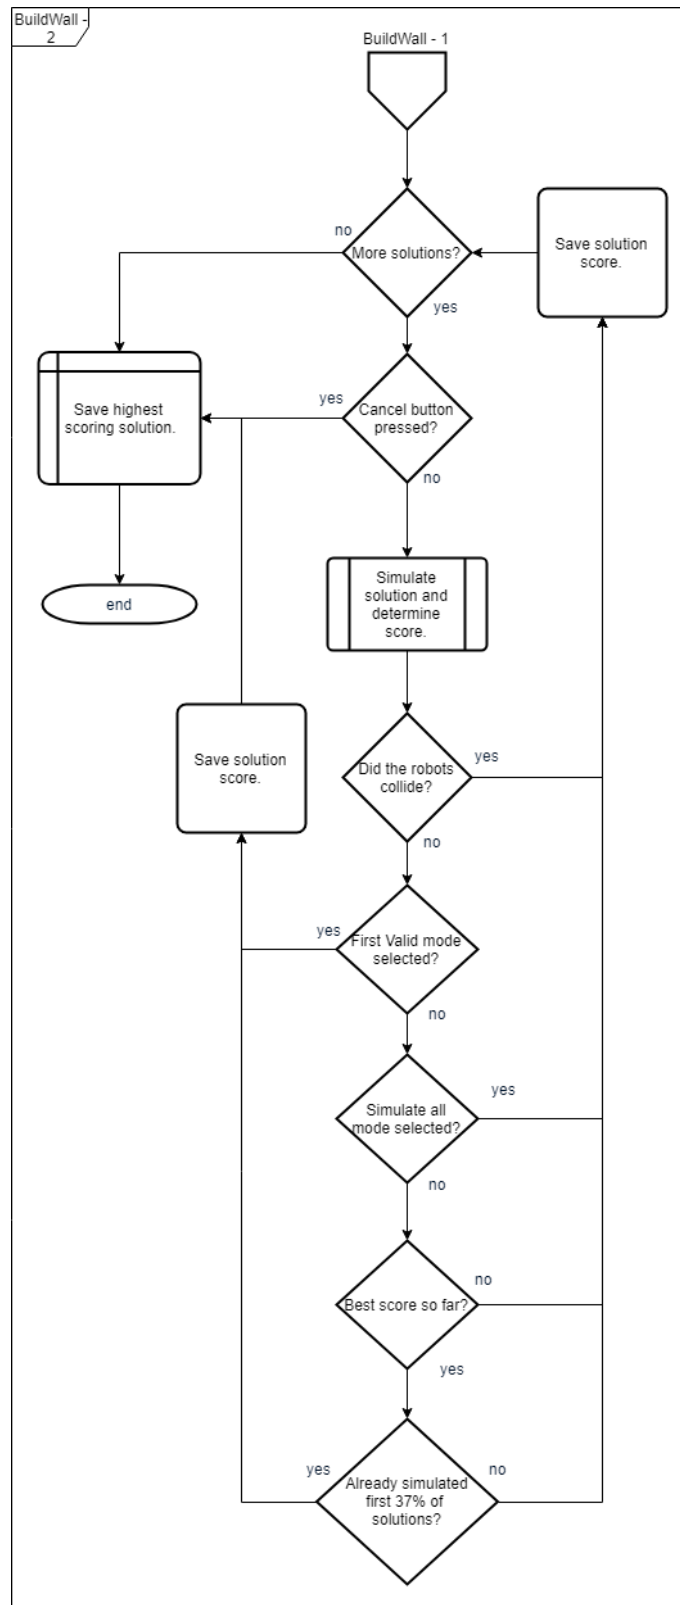 BuildWall -
2
BuildWall - 1
no
More solutions?
yes
Save solution
score.
Save highest
scoring solution.
yes
Cancel button
pressed?
no
end
Simulate
solution and
determine
score.
Save solution
score.
Did the robots
collide?
yes
no
yes
First Valid mode
selected?
no
Simulate all
mode selected?
yes
no
Best score so far?
no
yes
yes
Already simulated
first 37% of
solutions?
no